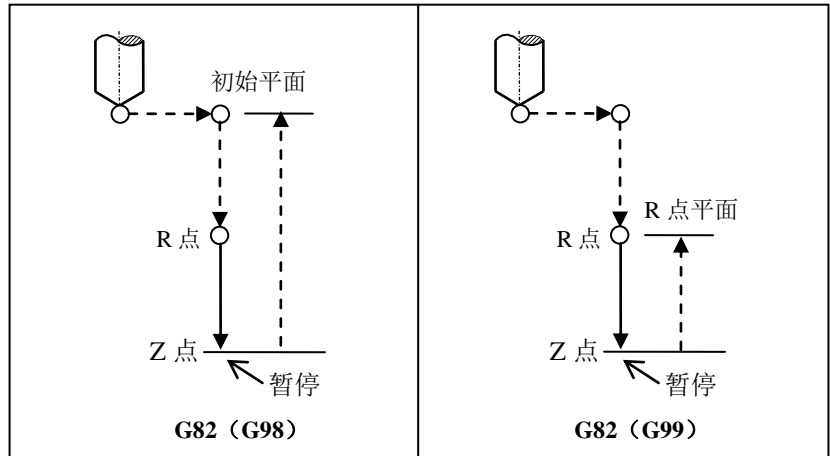 初始平面
R 点
Z 点
暂停
G82（G98）
R 点平面
R 点
Z 点
暂停
G82（G99）